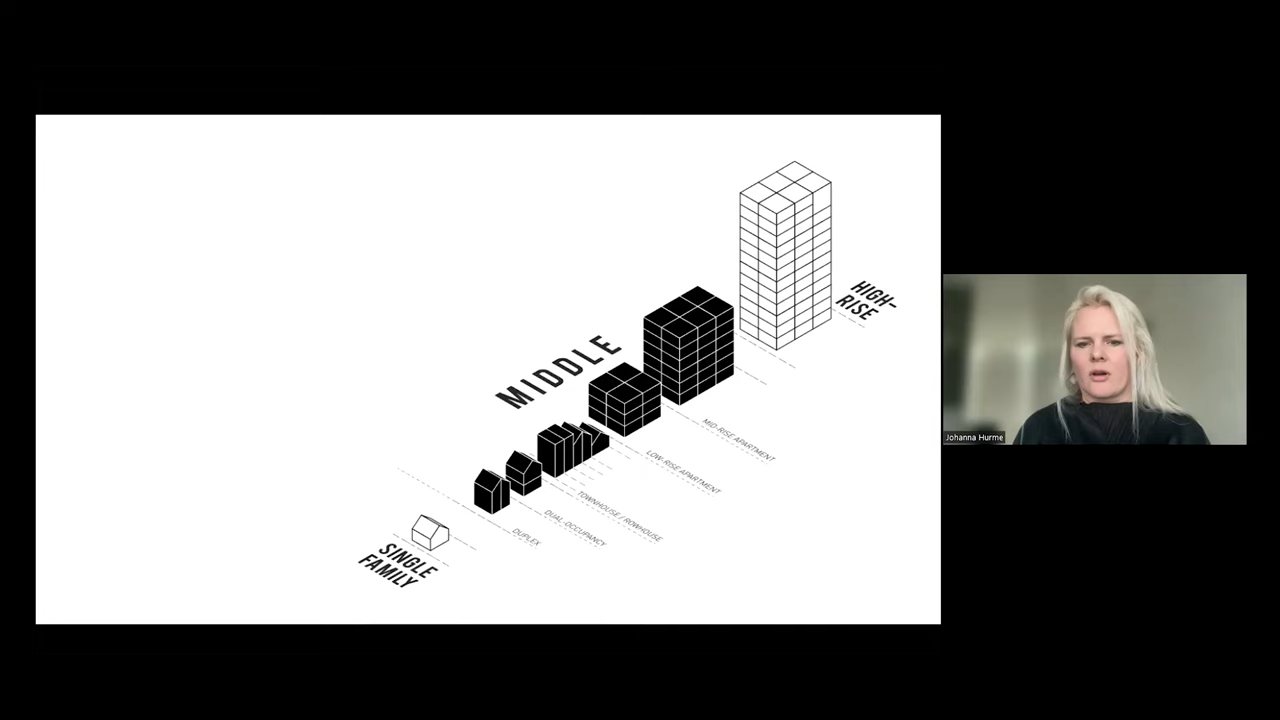 HIGH-
RISE
MIDDLE
MID-RISE APARTMENT
LOW-RISE APARTMENT
TOWNHOUSE / ROWHOUSE
DUAL-OCCUPANCY
DUPLEX
SINGLE
FAMILY
Johanna Hurme